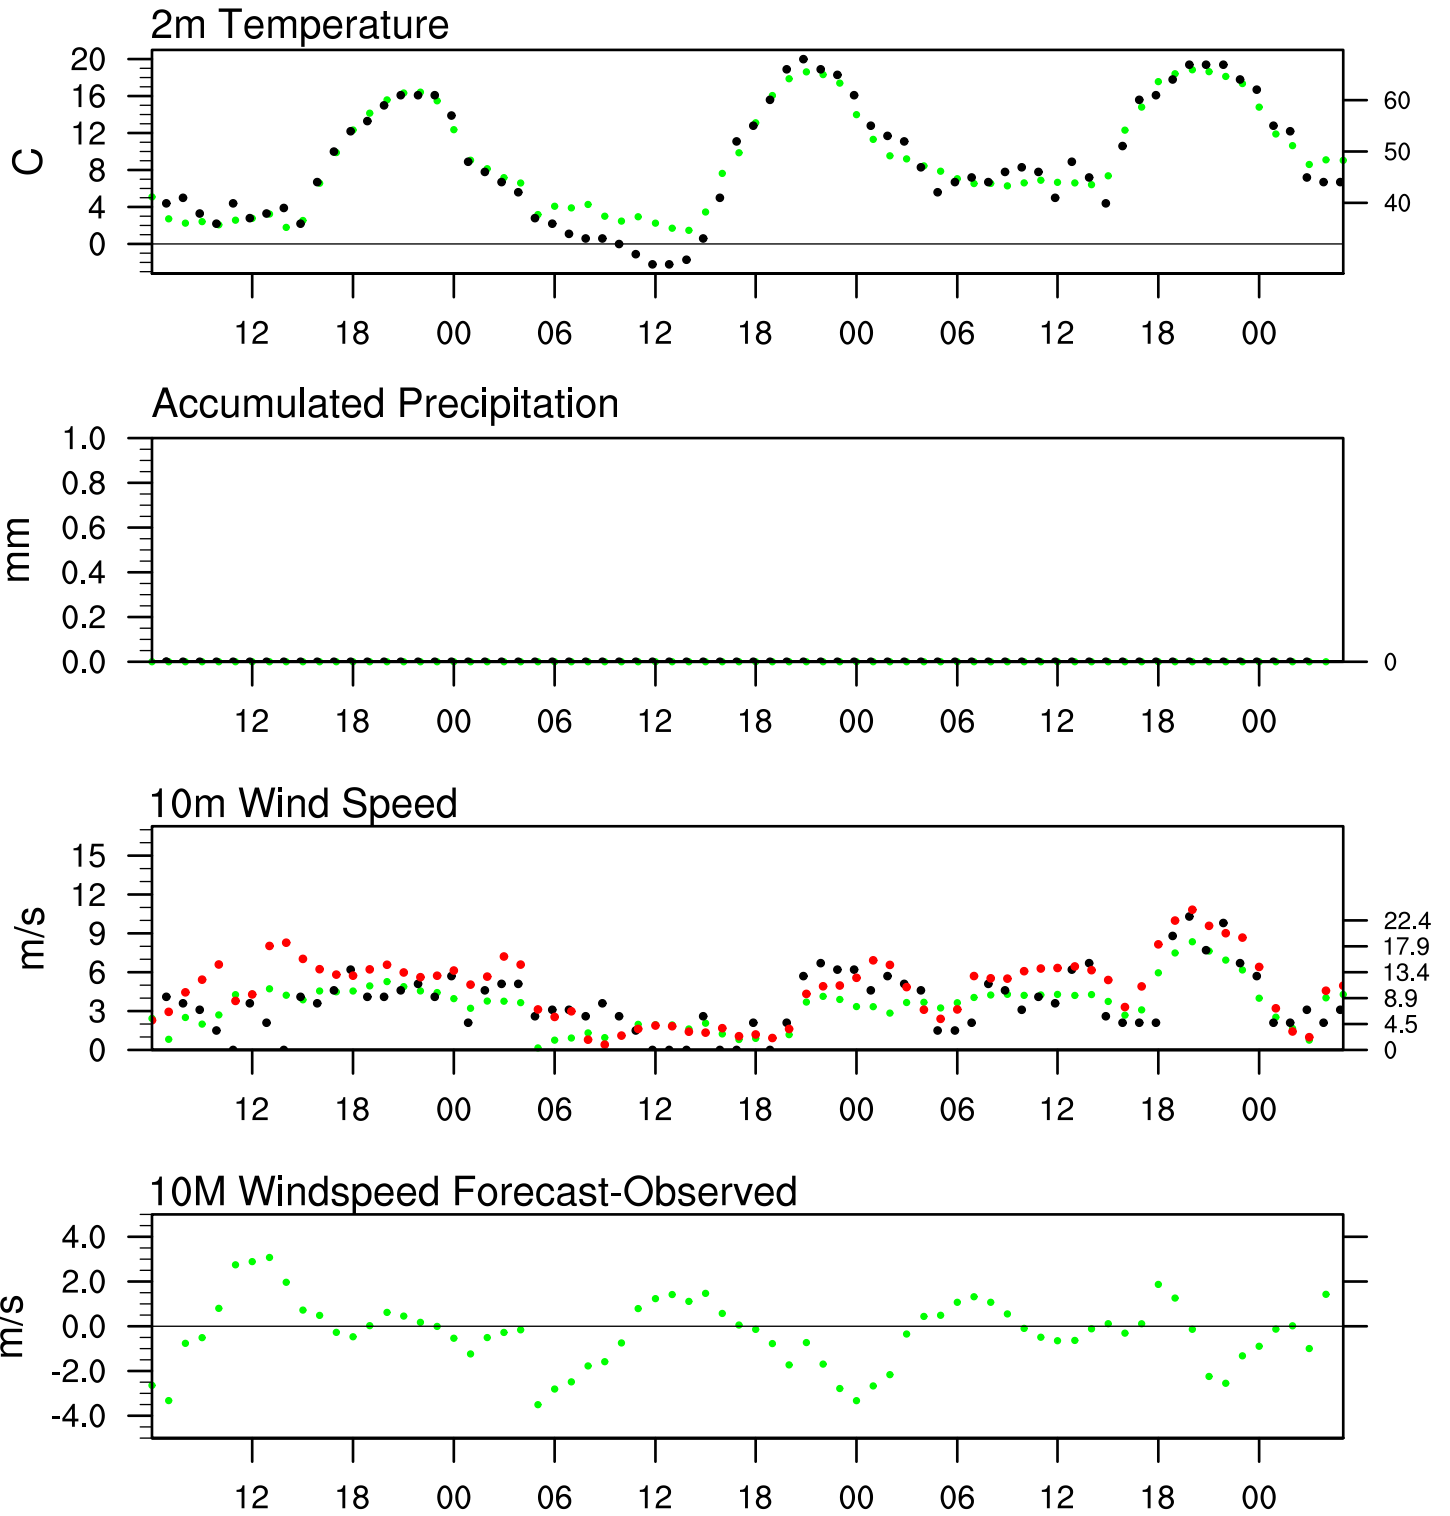 2m Temperature
20
16
12
8
4
0
C
60
50
40
12 18 00 06 12 18 00 06 12 18 00
Accumulated Precipitation
1.0
0.8
0.6
0.4
0.2
0.0
mm
0
12 18 00 06 12 18 00 06 12 18 00
10m Wind Speed
15
12
9
6
3
0
m/s
22.4
17.9
13.4
8.9
4.5
0
12 18 00 06 12 18 00 06 12 18 00
10M Windspeed Forecast-Observed
4.0
2.0
0.0
-2.0
-4.0
m/s
12 18 00 06 12 18 00 06 12 18 00